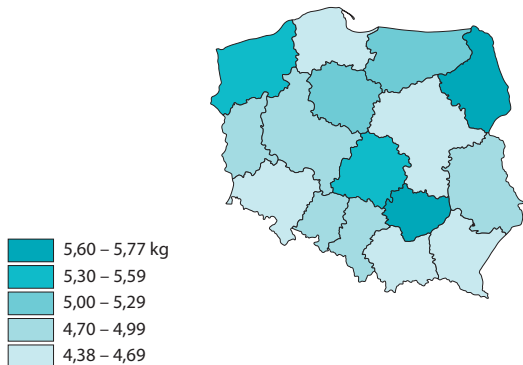 5,60 – 5,77 kg
5,30 – 5,59
5,00 – 5,29
4,70 – 4,99
4,38 – 4,69